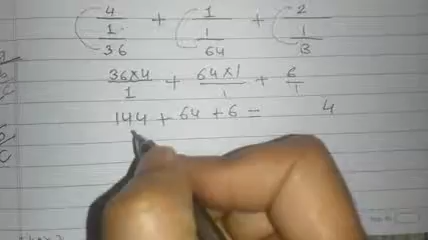 4/(1/36) + 1/(1/64) + 2/(1/3)
36×4/1 + 64×1/1 + 6/1
144 + 64 + 6 = 4